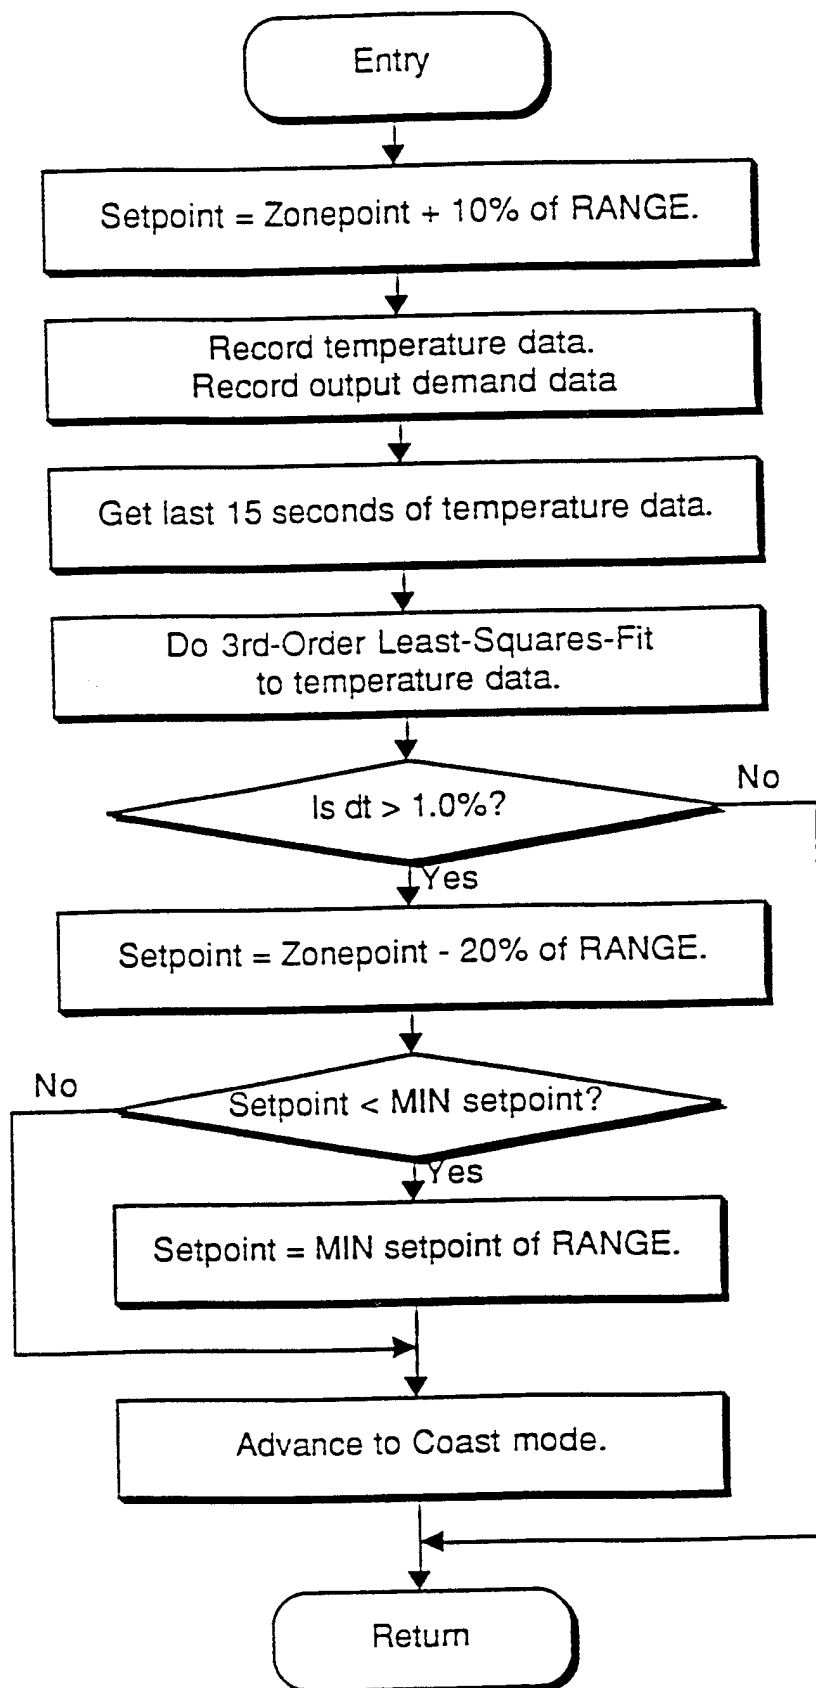 Entry
Setpoint = Zonepoint + 10% of RANGE.
Record temperature data.
Record output demand data
Get last 15 seconds of temperature data.
Do 3rd-Order Least-Squares-Fit
to temperature data.
Is dt > 1.0%?
No
Yes
Setpoint = Zonepoint - 20% of RANGE.
No
Setpoint < MIN setpoint?
Yes
Setpoint = MIN setpoint of RANGE.
Advance to Coast mode.
Return